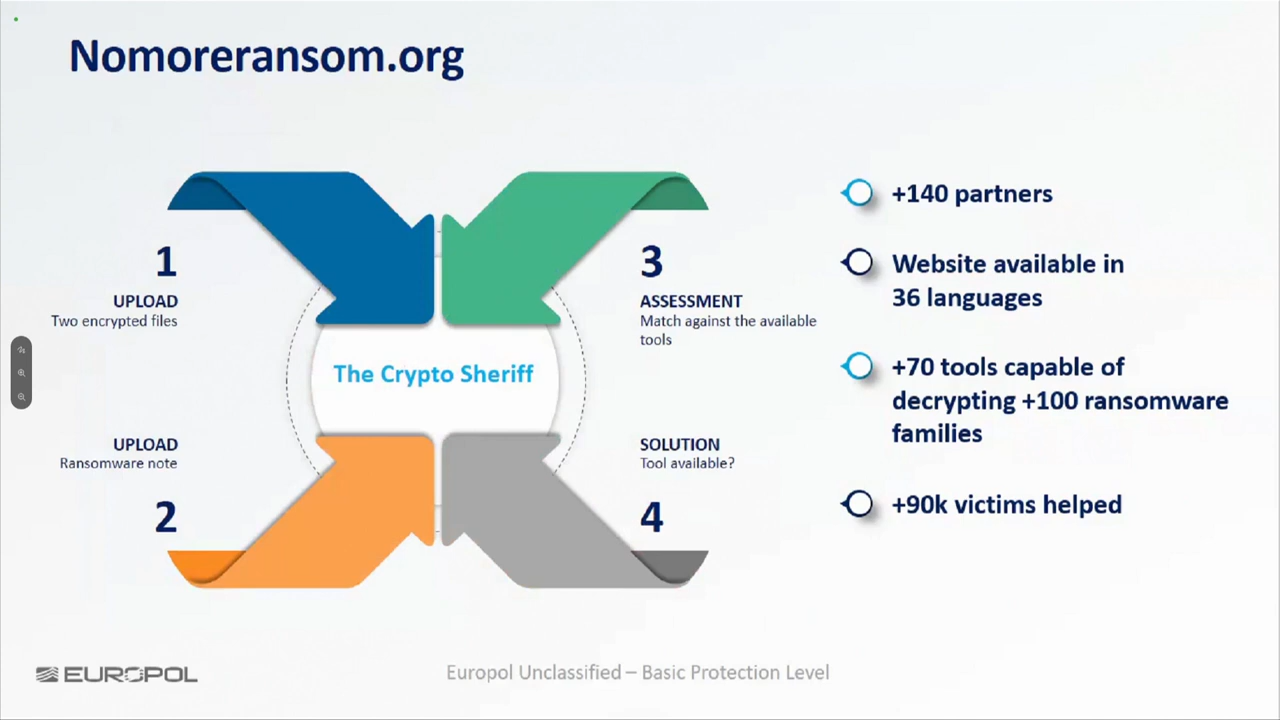 Nomoreransom.org
1
UPLOAD
Two encrypted files
UPLOAD
Ransomware note
2
The Crypto Sheriff
3
ASSESSMENT
Match against the available
tools
SOLUTION
Tool available?
4
+140 partners
Website available in
36 languages
+70 tools capable of
decrypting +100 ransomware
families
+90k victims helped
EUROPOL
Europol Unclassified – Basic Protection Level